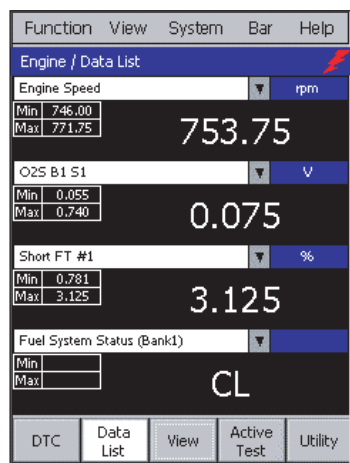 Function View System Bar Help
Engine / Data List
Engine Speed rpm
Min 746.00
Max 771.75
753.75
O2S B1 S1 V
Min 0.055
Max 0.740
0.075
Short FT #1 %
Min 0.781
Max 3.125
3.125
Fuel System Status (Bank1)
Min
Max
CL
DTC Data List View Active Test Utility